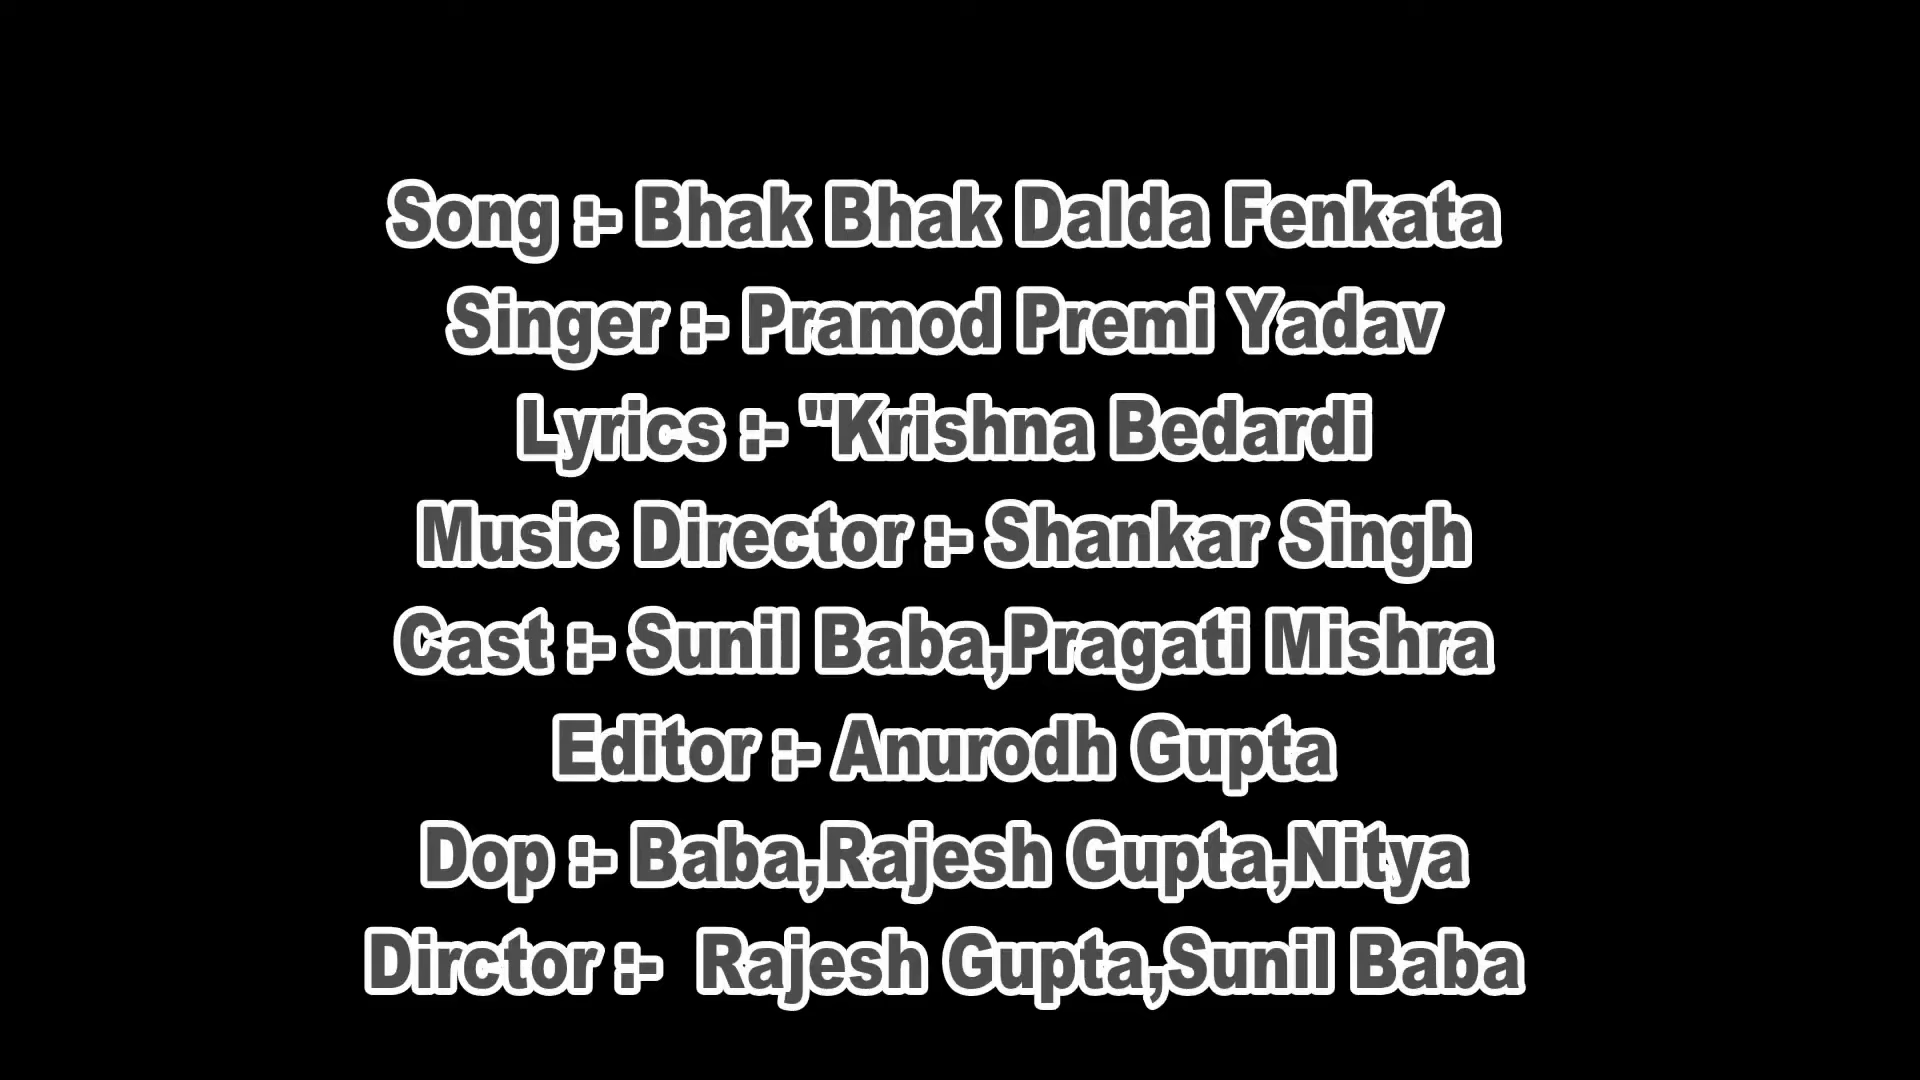 Song :- Bhak Bhak Dalda Fenkata
Singer :- Pramod Premi Yadav
Lyrics :- "Krishna Bedardi
Music Director :- Shankar Singh
Cast :- Sunil Baba,Pragati Mishra
Editor :- Anurodh Gupta
Dop :- Baba,Rajesh Gupta,Nitya
Dirctor :-  Rajesh Gupta,Sunil Baba